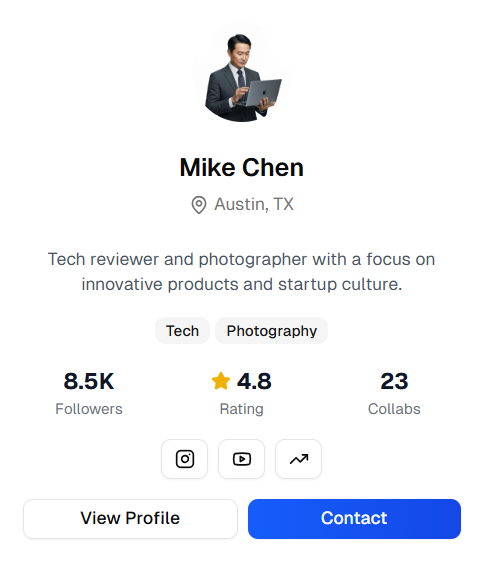 Mike Chen
Austin, TX
Tech reviewer and photographer with a focus on
innovative products and startup culture.
Tech Photography
8.5K 4.8 23
Followers Rating Collabs
View Profile Contact